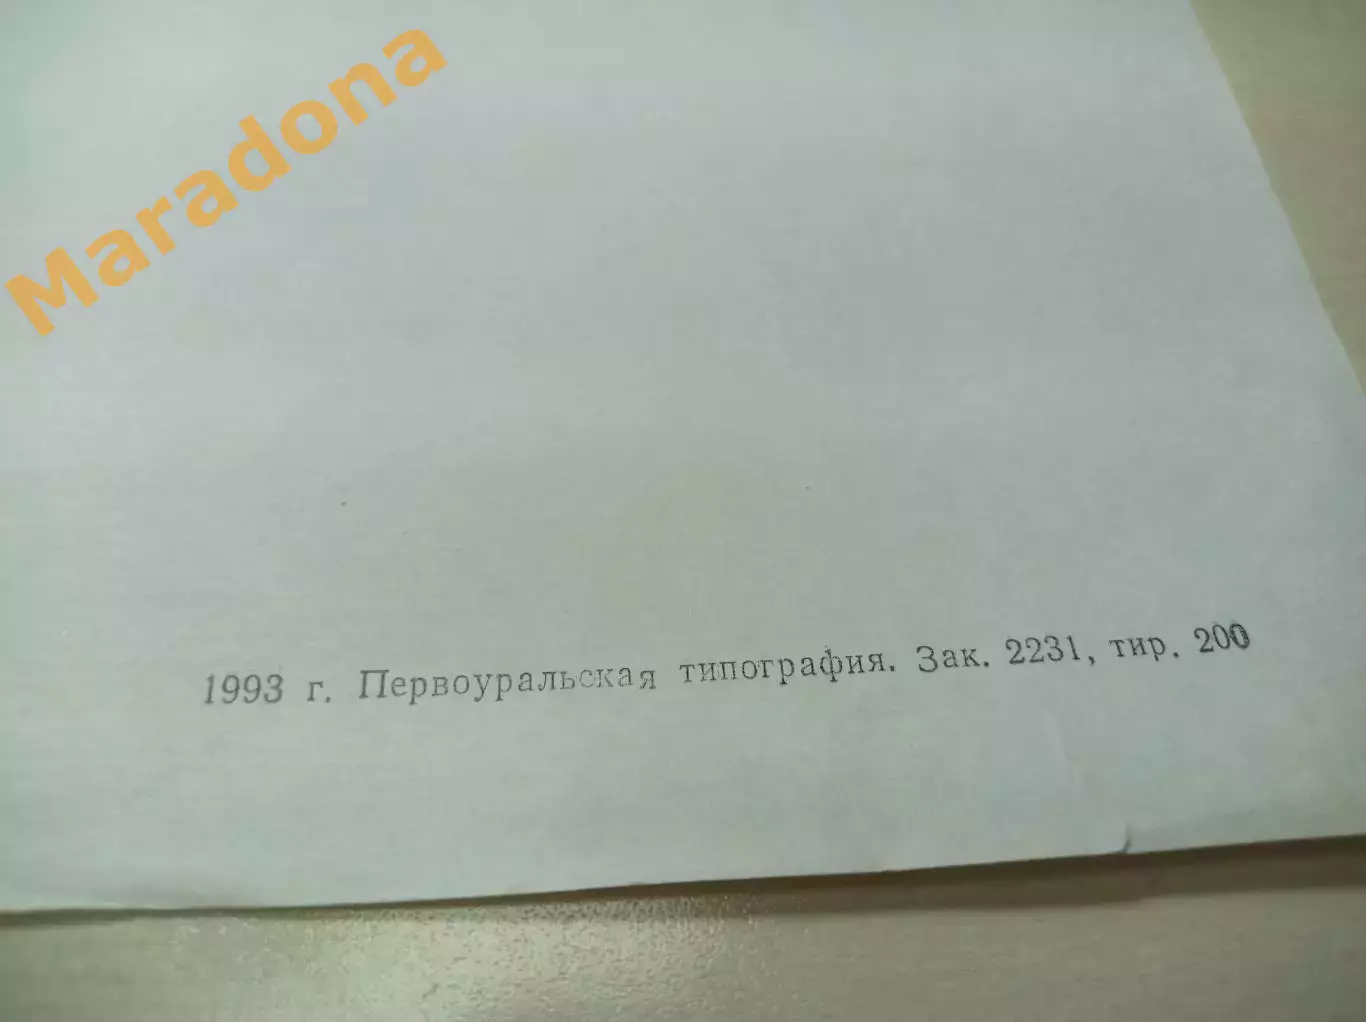 Maradona
1993 г. Первоуральская типография. Зак. 2231, тир. 200